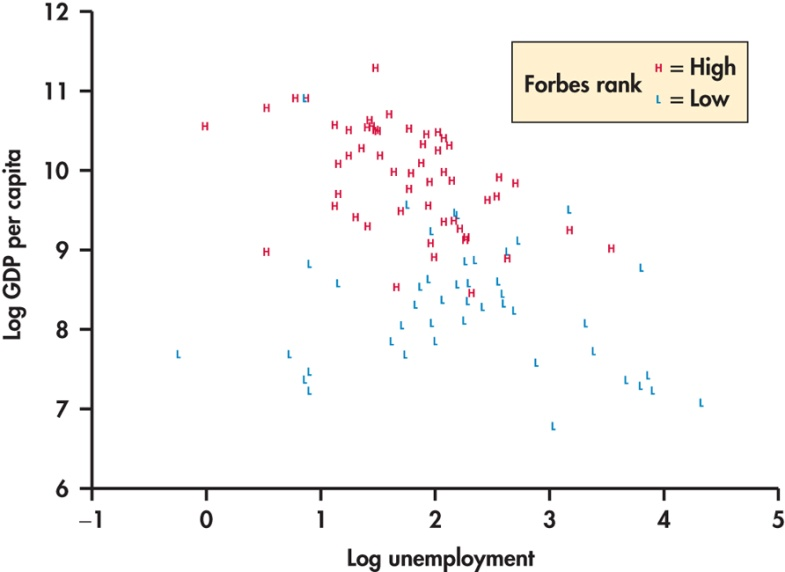 12
11
10
9
8
7
6
Log GDP per capita
Forbes rank
H = High
L = Low
−1 0 1 2 3 4 5
Log unemployment